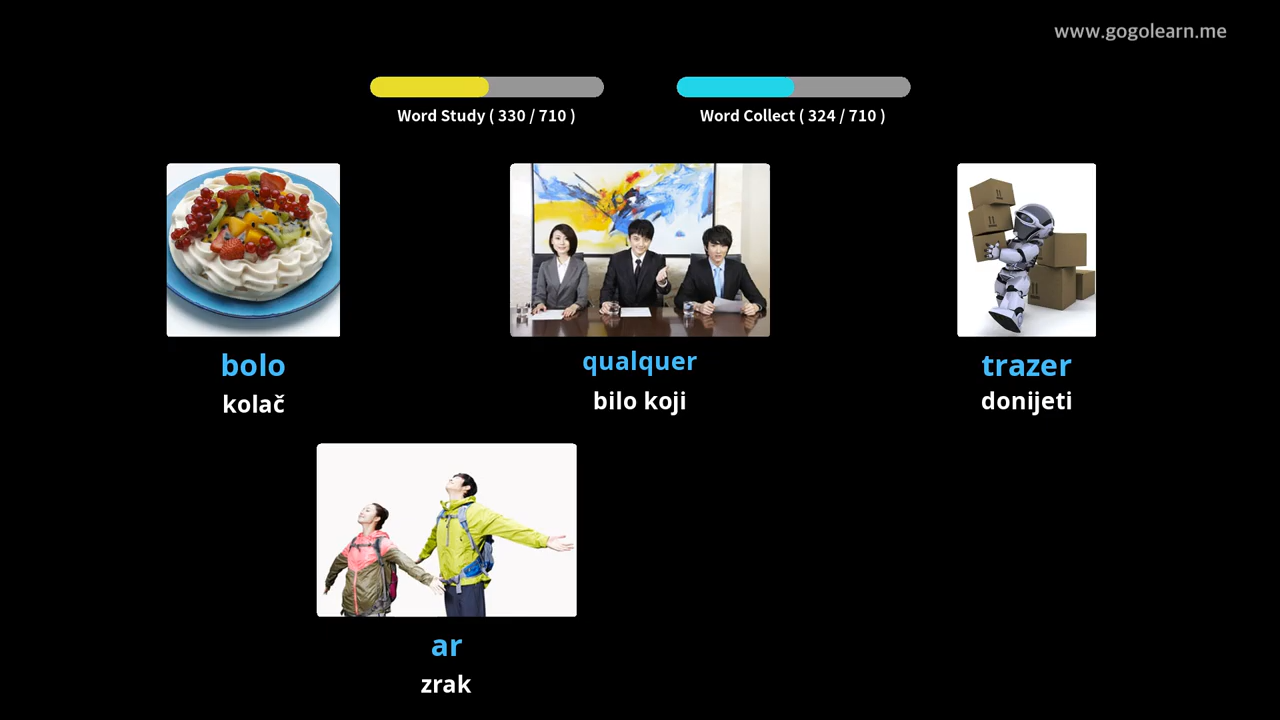 www.gogolearn.me
Word Study ( 330 / 710 )
Word Collect ( 324 / 710 )
bolo
kolač
qualquer
bilo koji
trazer
donijeti
ar
zrak